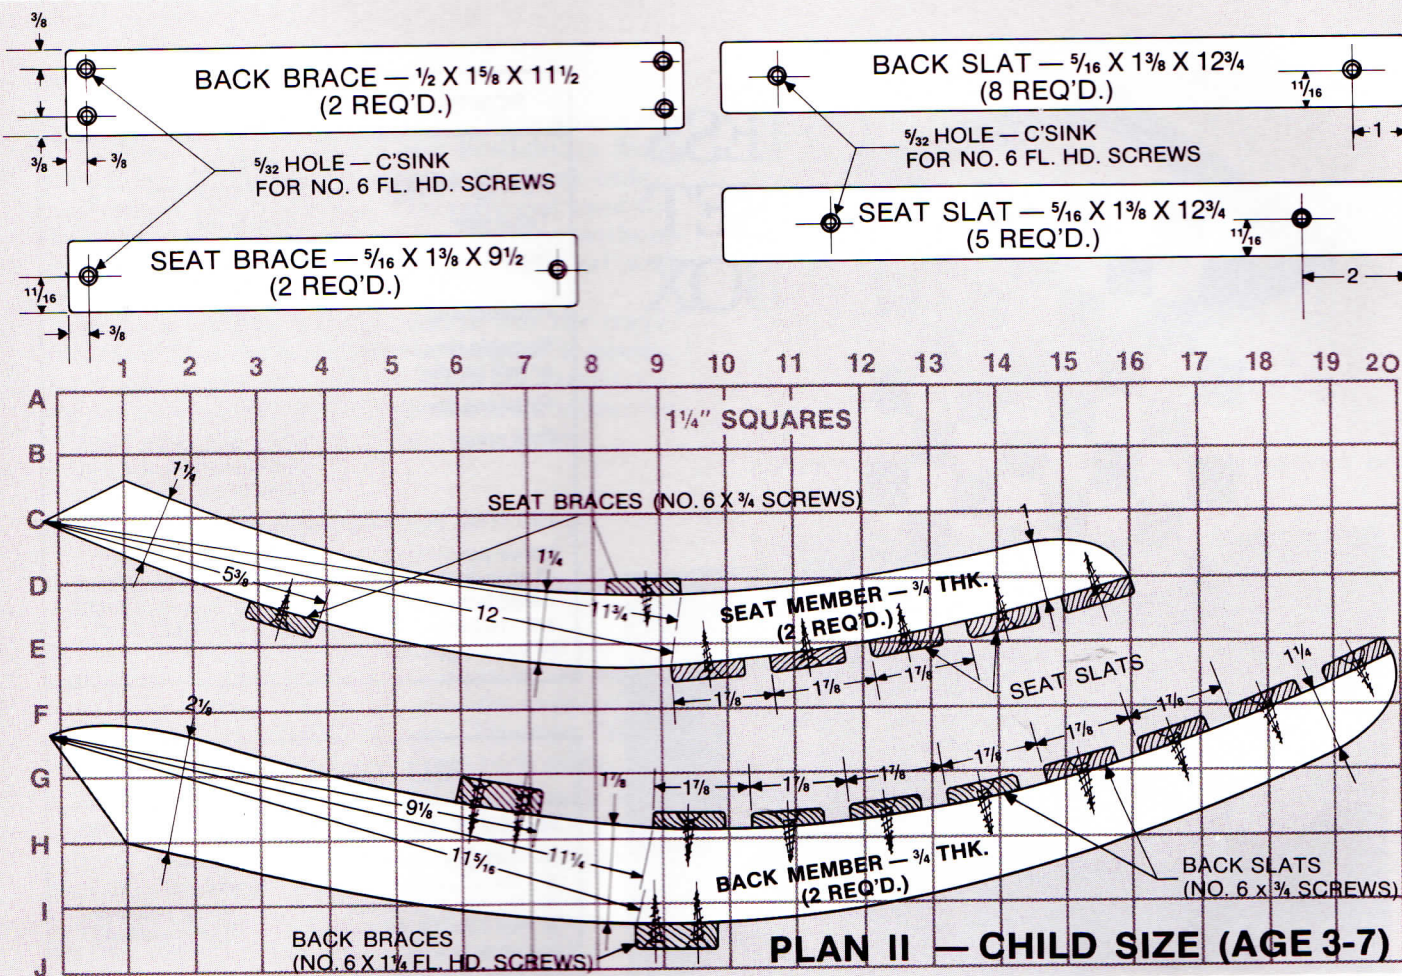 3/8
BACK BRACE — 1/2 X 1 5/8 X 11 1/2
(2 REQ'D.)
3/8
3/8
5/32 HOLE — C'SINK
FOR NO. 6 FL. HD. SCREWS
SEAT BRACE — 5/16 X 1 3/8 X 9 1/2
(2 REQ'D.)
11/16
3/8
BACK SLAT — 5/16 X 1 3/8 X 12 3/4
(8 REQ'D.)
11/16
1
5/32 HOLE — C'SINK
FOR NO. 6 FL. HD. SCREWS
SEAT SLAT — 5/16 X 1 3/8 X 12 3/4
(5 REQ'D.)
11/16
2
1 2 3 4 5 6 7 8 9 10 11 12 13 14 15 16 17 18 19 20
A
1 1/4" SQUARES
B
1 1/4
SEAT BRACES (NO. 6 X 3/4 SCREWS)
C
1
D
5 3/8
1 1/4
11 3/4
12
SEAT MEMBER — 3/4 THK.
(2 REQ'D.)
E
1 7/8
1 7/8
1 7/8
SEAT SLATS
1 1/4
F
2 1/8
1 7/8
1 7/8
1 7/8
G
1 7/8
1 7/8
1 7/8
1 7/8
9 1/8
H
11 5/16
11 1/4
BACK MEMBER — 3/4 THK.
(2 REQ'D.)
BACK SLATS
(NO. 6 x 3/4 SCREWS)
I
BACK BRACES
(NO. 6 X 1 1/4 FL. HD. SCREWS)
J
PLAN II — CHILD SIZE (AGE 3-7)